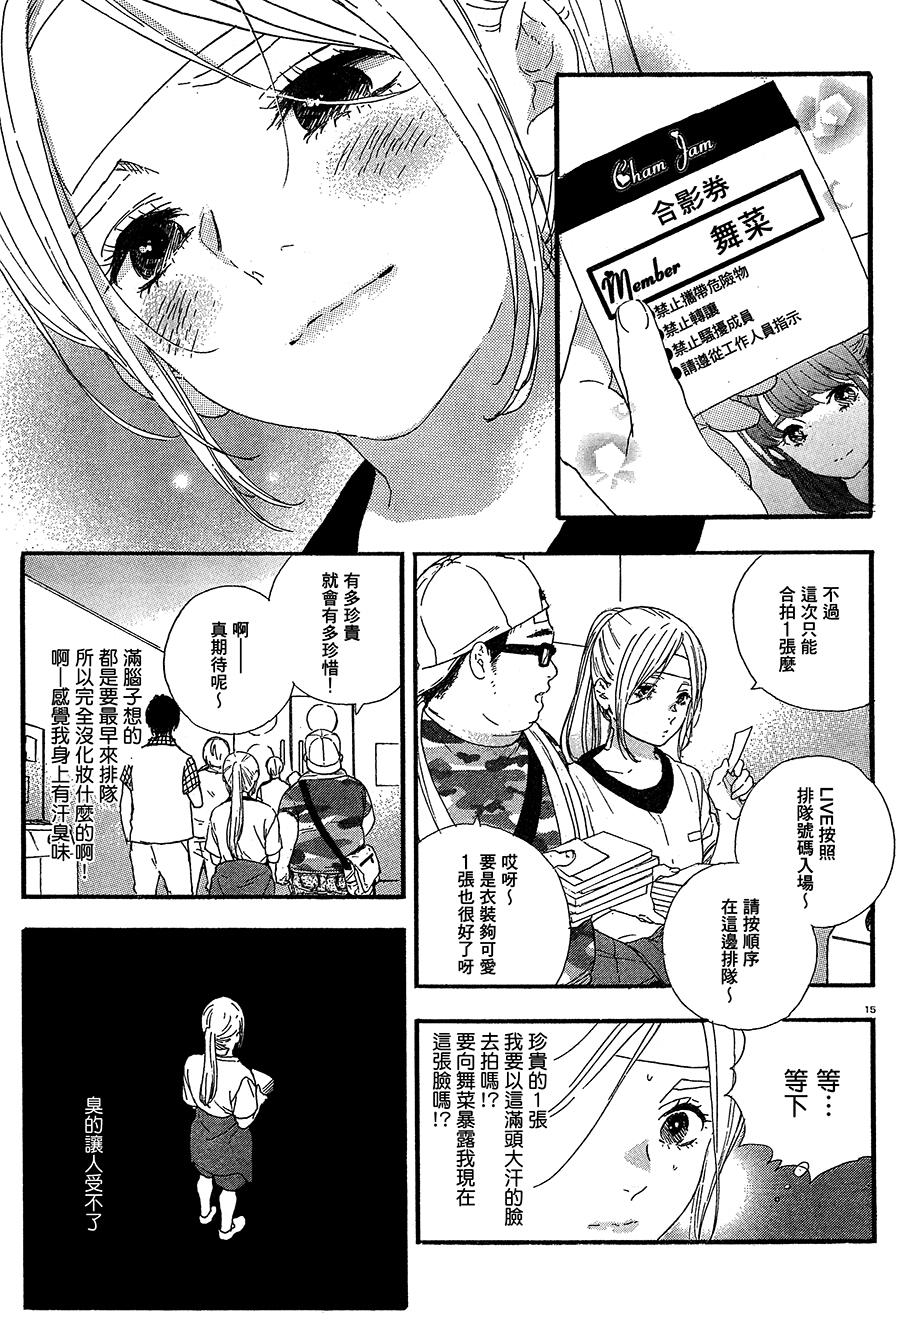 Cham Jam
合影券
舞菜
Member
●禁止攜帶危險物
●禁止轉讓
●禁止騷擾成員
●請遵從工作人員指示
不過
這次只能
合拍1張麼
LIVE按照
排隊號碼入場～
請按順序
在這邊排隊～
哎呀～
要是衣裝夠可愛
1張也很好了呀
有多珍貴
就會有多珍惜！
啊——
真期待呢～
滿腦子想的
都是要最早來排隊
所以完全沒化妝什麼的啊！
啊—感覺我身上有汗臭味
15
等…
等下
珍貴的1張
我要以這滿頭大汗的臉
去拍嗎!?
要向舞菜暴露我現在
這張臉嗎!?
臭的讓人受不了